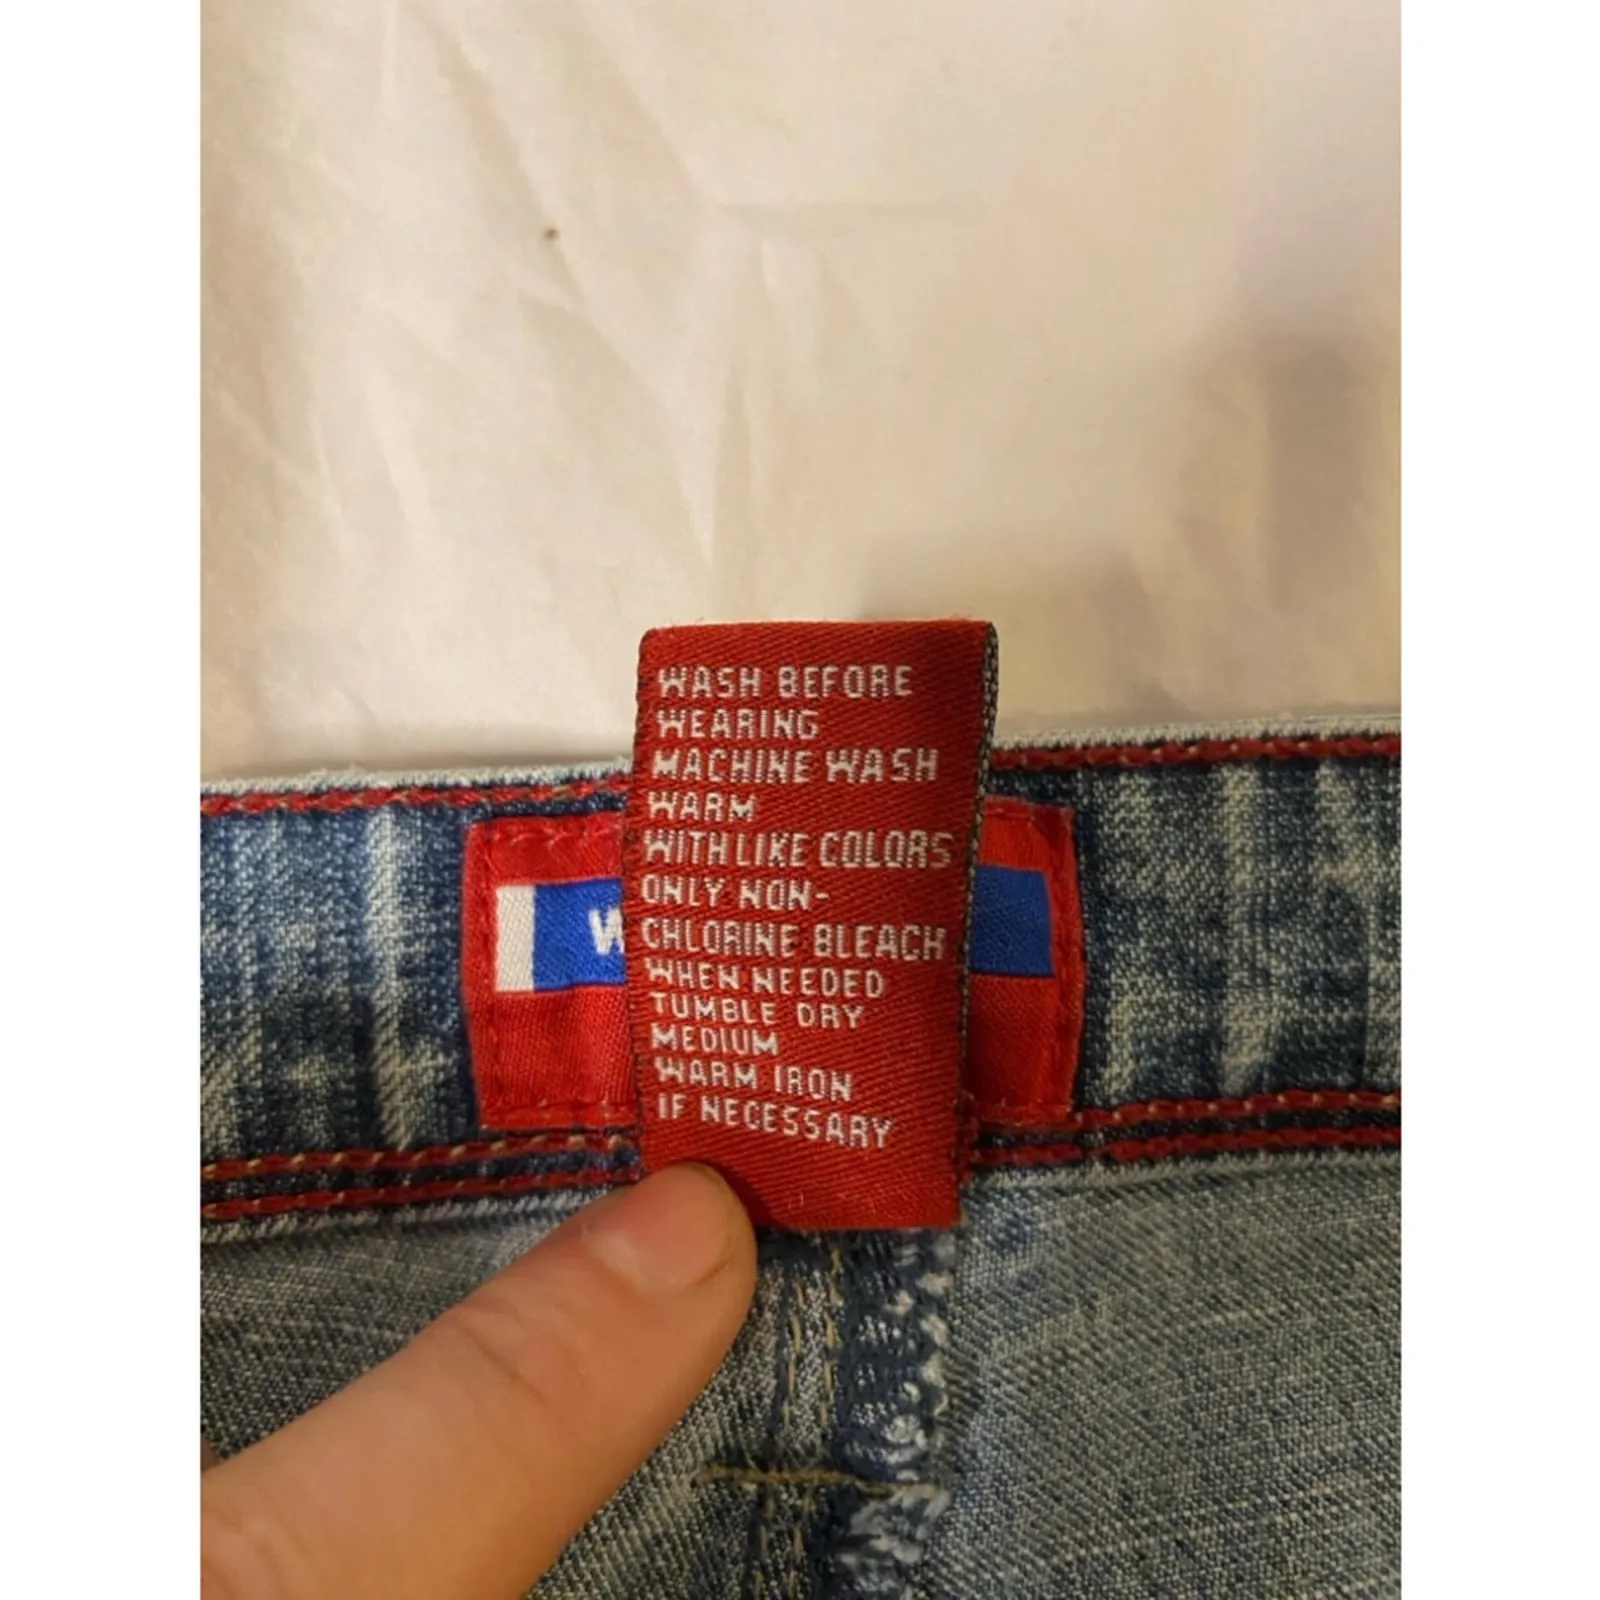 WASH BEFORE
WEARING
MACHINE WASH
WARM
WITH LIKE COLORS
ONLY NON-
CHLORINE BLEACH
WHEN NEEDED
TUMBLE DRY
MEDIUM
WARM IRON
IF NECESSARY